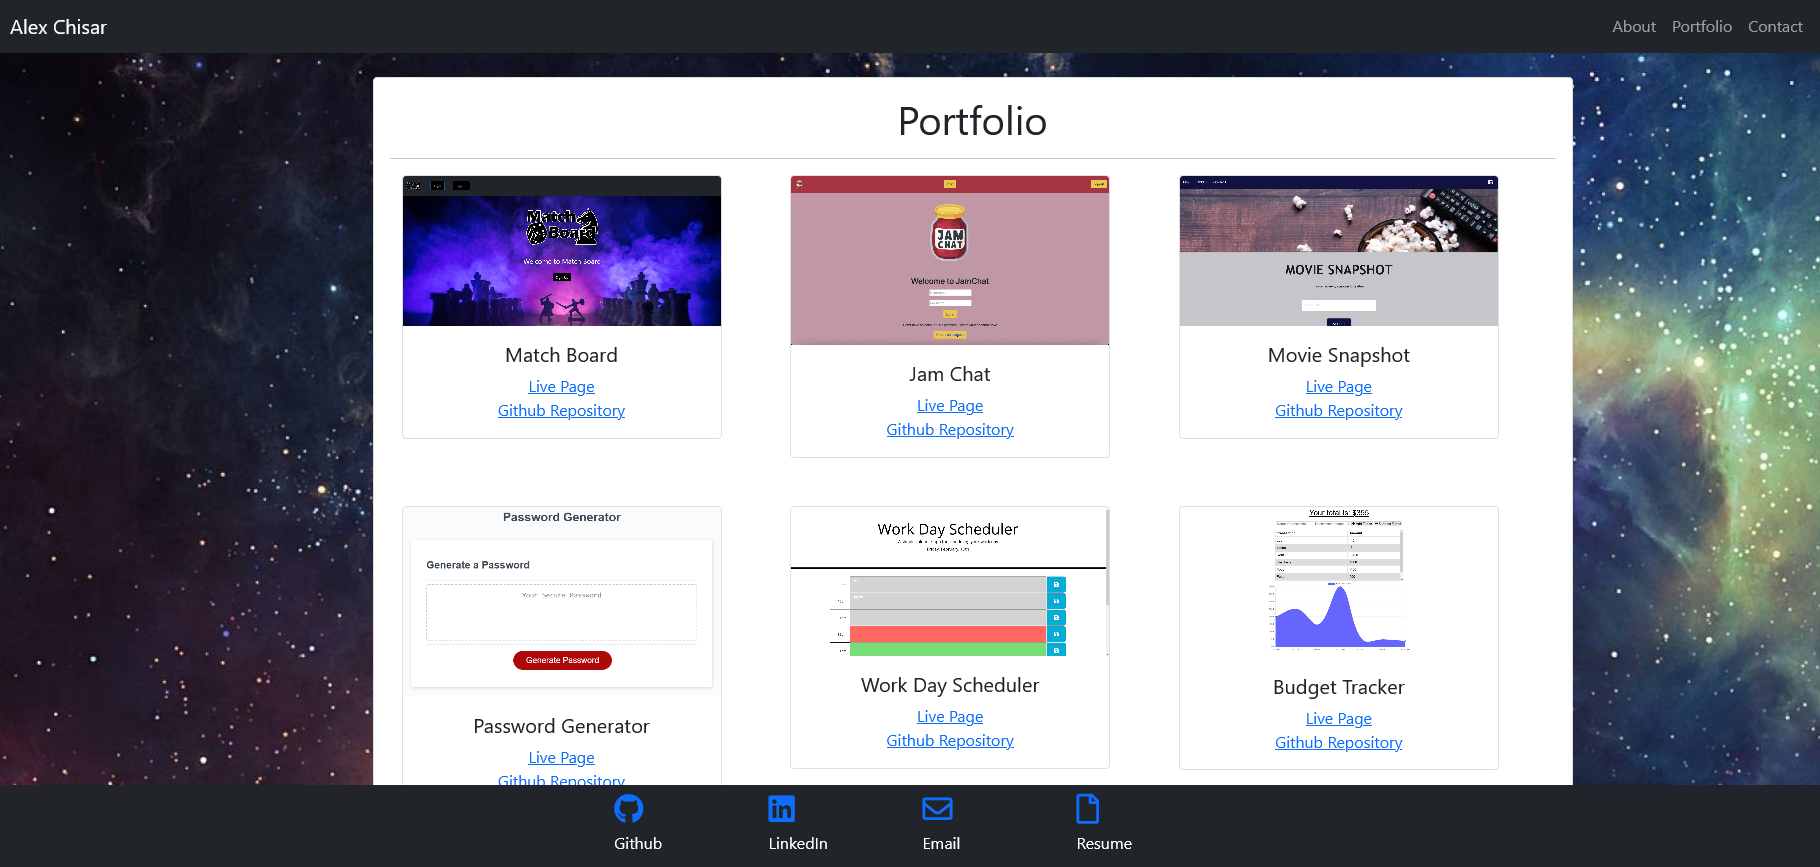 Alex Chisar
About Portfolio Contact
Portfolio
Match
Board
Welcome to Match Board
Sign Up
Match Board
Live Page
Github Repository
JAM
CHAT
Welcome to JamChat
Jam Chat
Live Page
Github Repository
MOVIE SNAPSHOT
Movie Snapshot
Live Page
Github Repository
Password Generator
Generate a Password
Your Secure Password
Generate Password
Password Generator
Live Page
Github Repository
Work Day Scheduler
Work Day Scheduler
Live Page
Github Repository
Your total is: $355
Budget Tracker
Live Page
Github Repository
Github
LinkedIn
Email
Resume